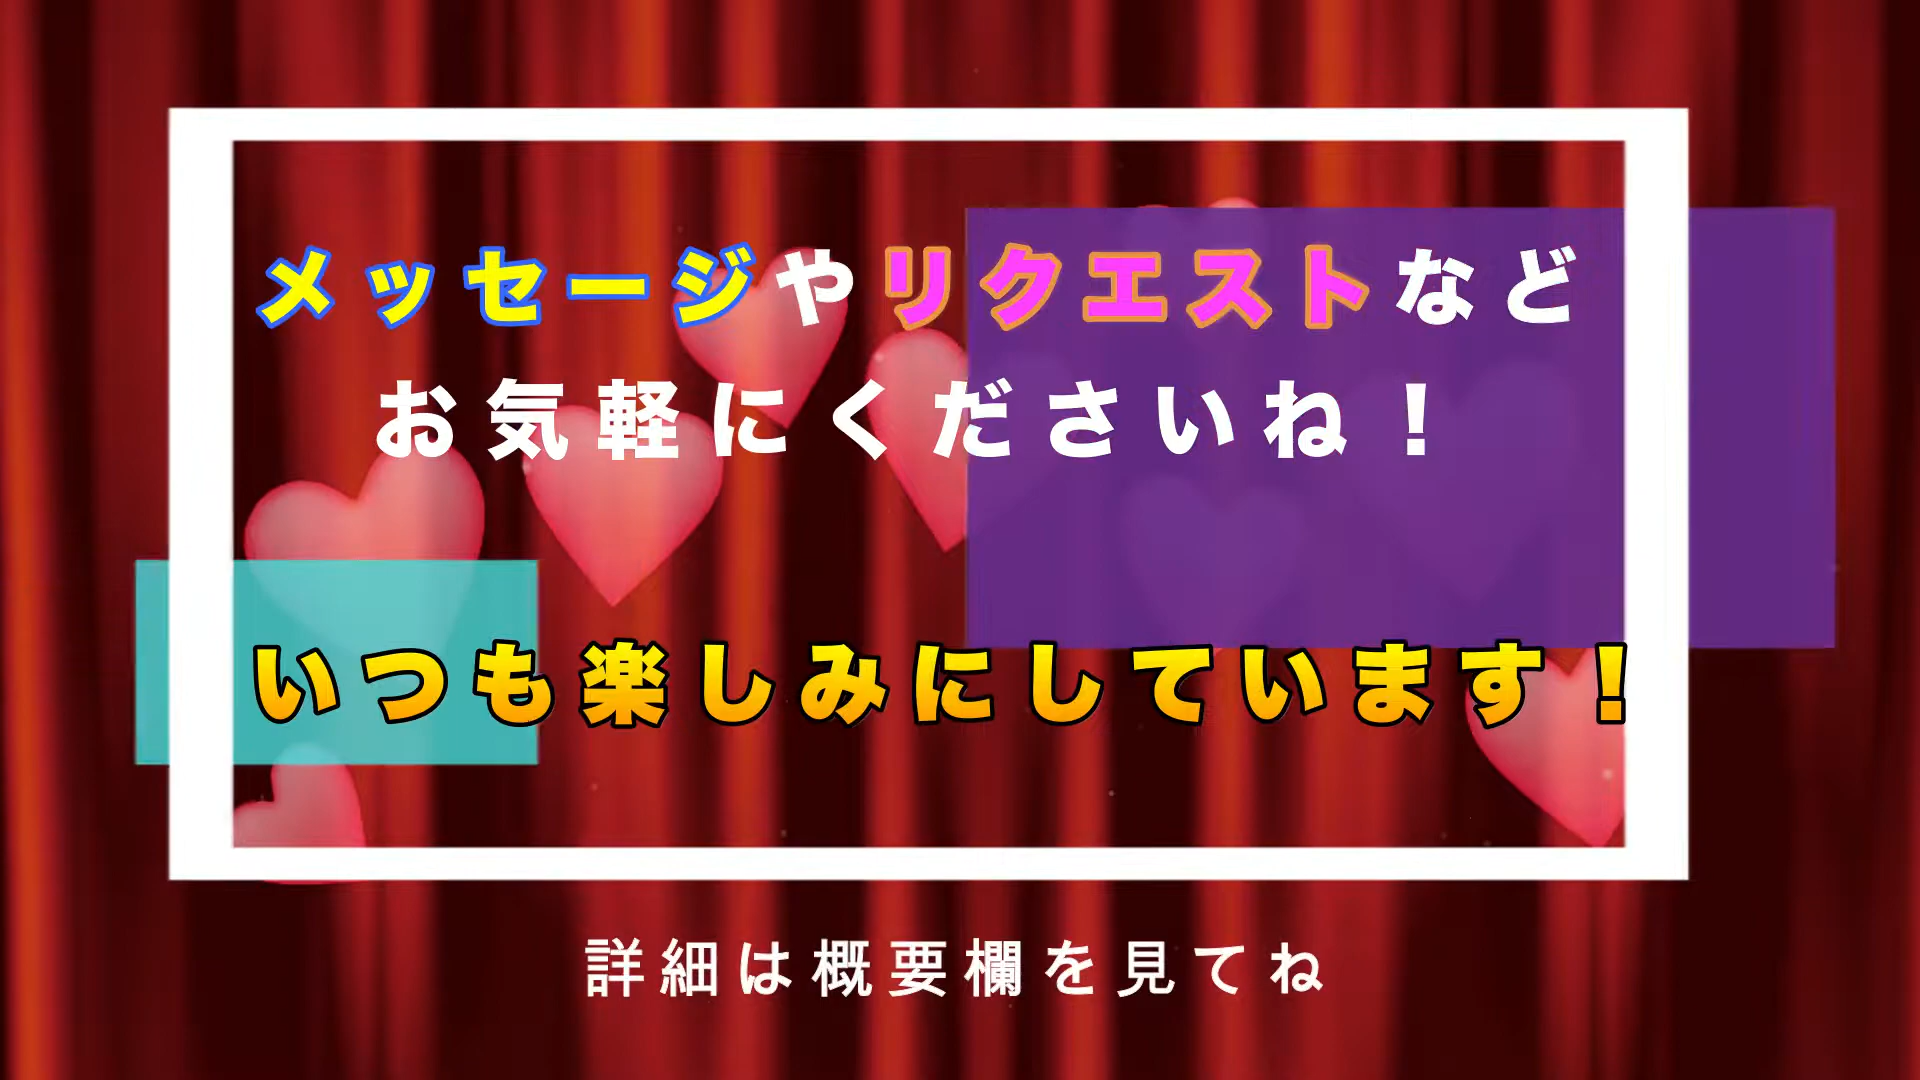 メッセージやリクエストなど
お気軽にくださいね！
いつも楽しみにしています！
詳細は概要欄を見てね